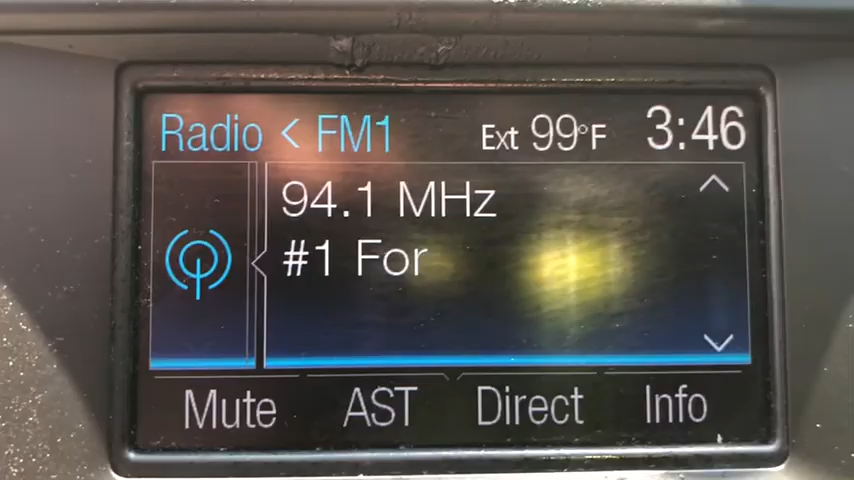 Radio < FM1 Ext 99°F 3:46
94.1 MHz
#1 For
Mute AST Direct Info